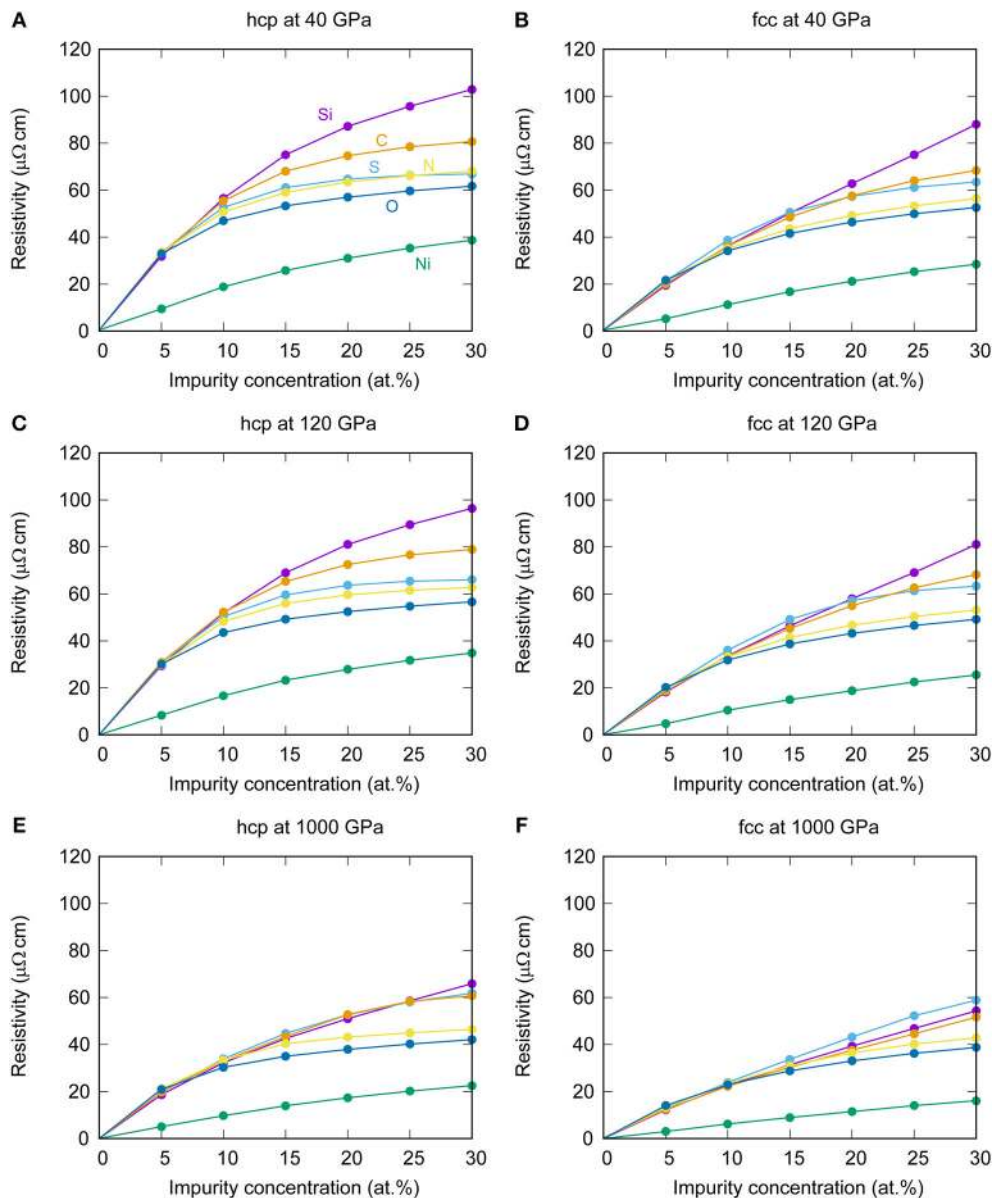 A
hcp at 40 GPa
120
100
80
60
40
20
0
Resistivity (μΩ cm)
Si
C
S
N
O
Ni
0 5 10 15 20 25 30
Impurity concentration (at.%)
B
fcc at 40 GPa
120
100
80
60
40
20
0
Resistivity (μΩ cm)
0 5 10 15 20 25 30
Impurity concentration (at.%)
C
hcp at 120 GPa
120
100
80
60
40
20
0
Resistivity (μΩ cm)
0 5 10 15 20 25 30
Impurity concentration (at.%)
D
fcc at 120 GPa
120
100
80
60
40
20
0
Resistivity (μΩ cm)
0 5 10 15 20 25 30
Impurity concentration (at.%)
E
hcp at 1000 GPa
120
100
80
60
40
20
0
Resistivity (μΩ cm)
0 5 10 15 20 25 30
Impurity concentration (at.%)
F
fcc at 1000 GPa
120
100
80
60
40
20
0
Resistivity (μΩ cm)
0 5 10 15 20 25 30
Impurity concentration (at.%)